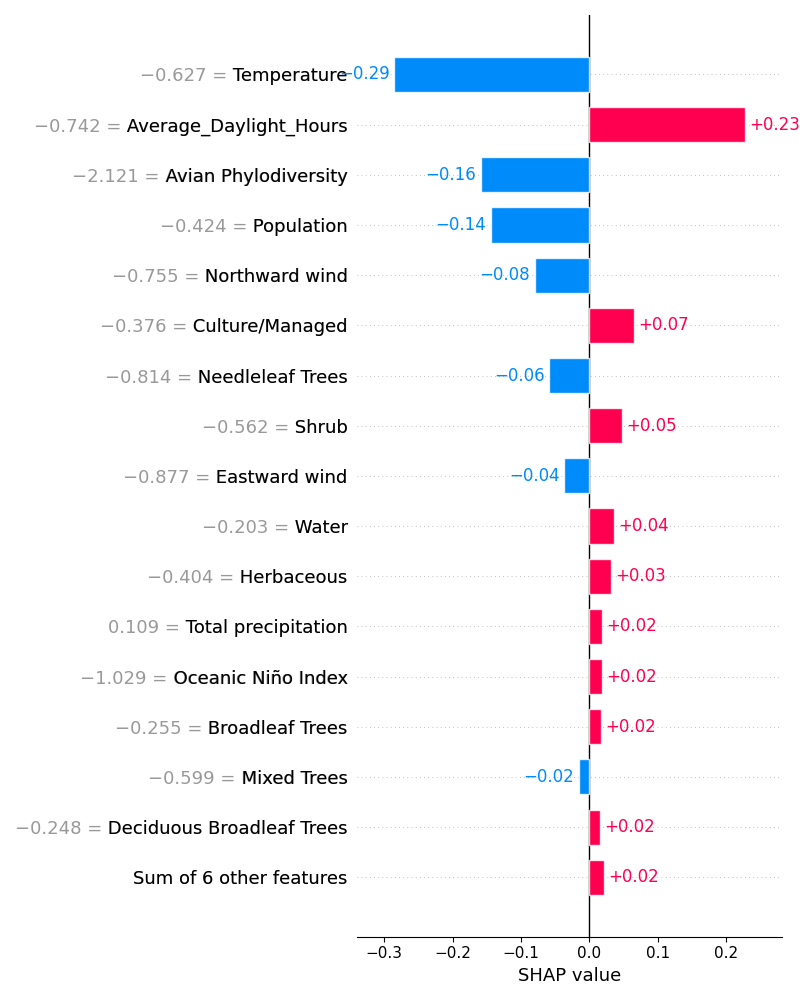 −0.627 = Temperature −0.29
−0.742 = Average_Daylight_Hours +0.23
−2.121 = Avian Phylodiversity −0.16
−0.424 = Population −0.14
−0.755 = Northward wind −0.08
−0.376 = Culture/Managed +0.07
−0.814 = Needleleaf Trees −0.06
−0.562 = Shrub +0.05
−0.877 = Eastward wind −0.04
−0.203 = Water +0.04
−0.404 = Herbaceous +0.03
0.109 = Total precipitation +0.02
−1.029 = Oceanic Niño Index +0.02
−0.255 = Broadleaf Trees +0.02
−0.599 = Mixed Trees −0.02
−0.248 = Deciduous Broadleaf Trees +0.02
Sum of 6 other features +0.02
−0.3 −0.2 −0.1 0.0 0.1 0.2
SHAP value